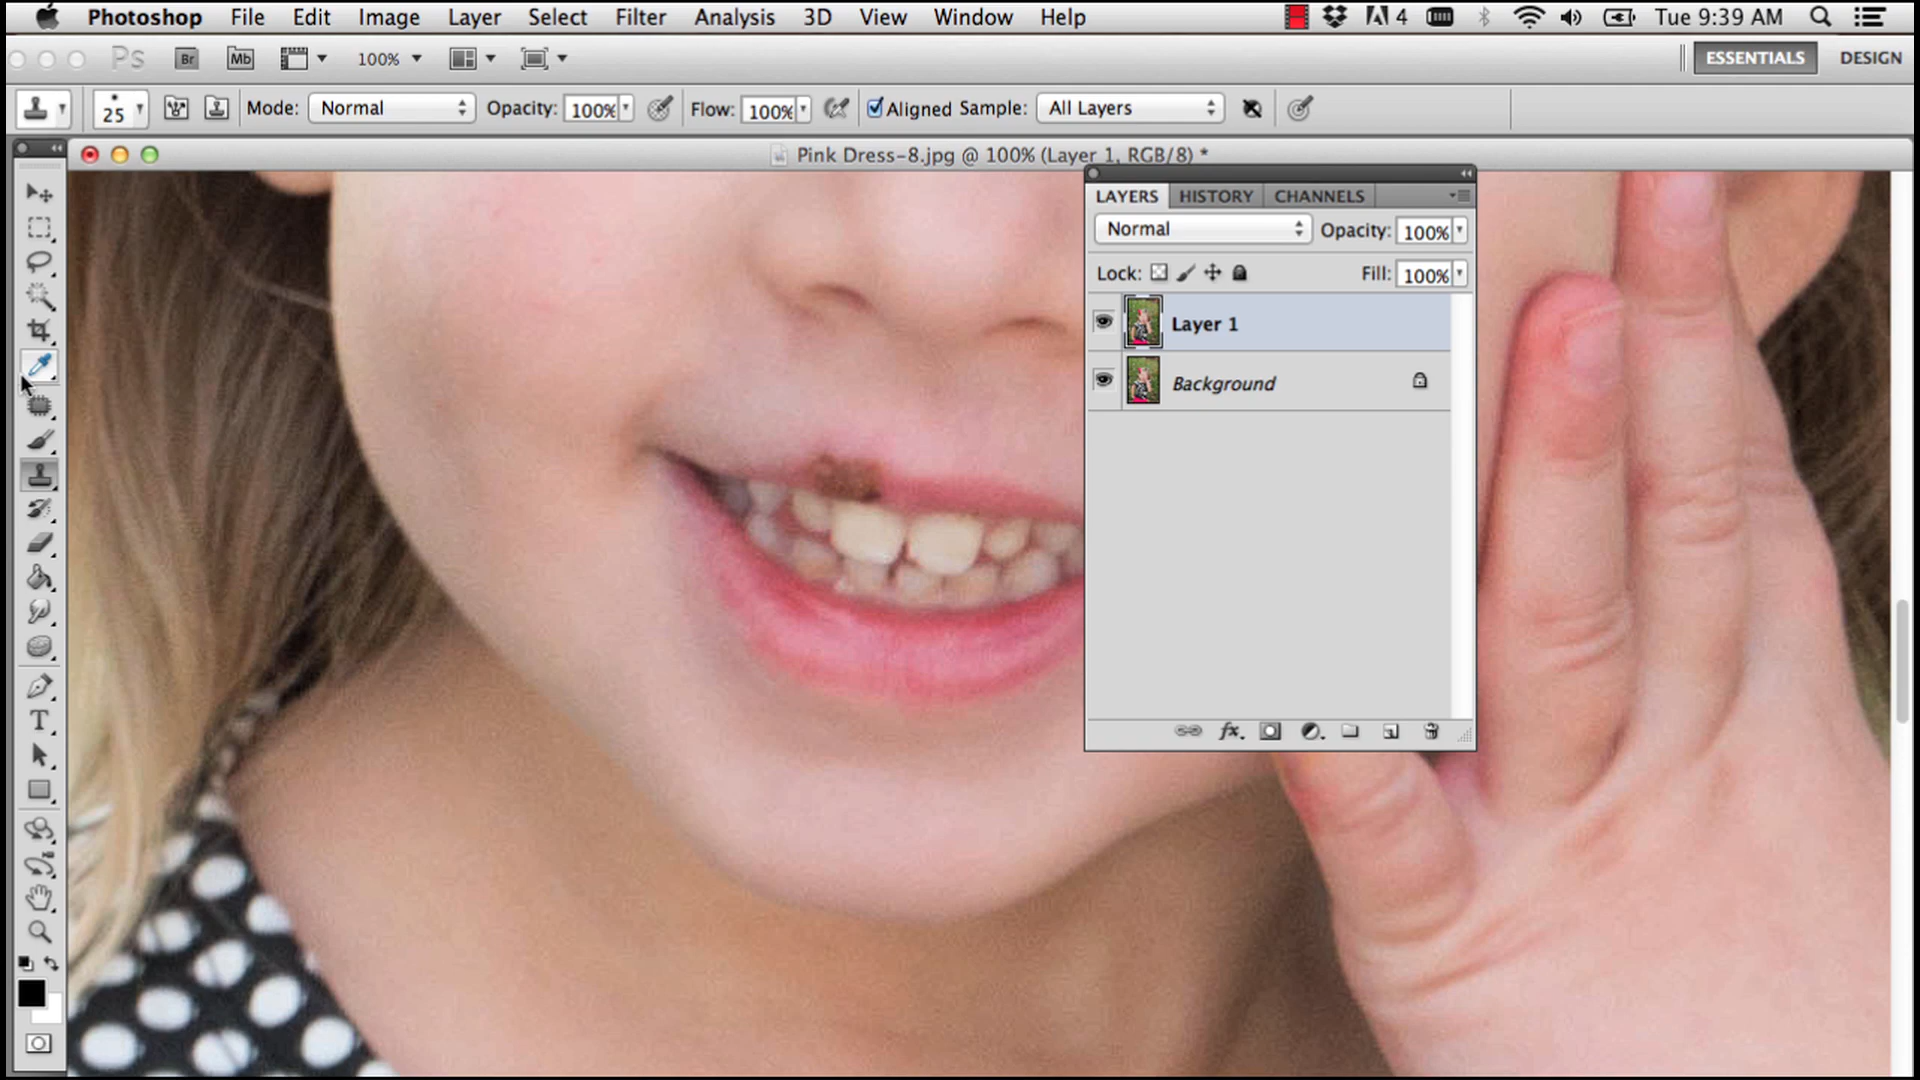 Photoshop File Edit Image Layer Select Filter Analysis 3D View Window Help 4 Tue 9:39 AM
Ps Br Mb 100% ESSENTIALS DESIGN
25 Mode: Normal Opacity: 100% Flow: 100% Aligned Sample: All Layers
Pink Dress-8.jpg @ 100% (Layer 1, RGB/8) *
LAYERS HISTORY CHANNELS
Normal Opacity: 100%
Lock: Fill: 100%
Layer 1
Background
T
fx.